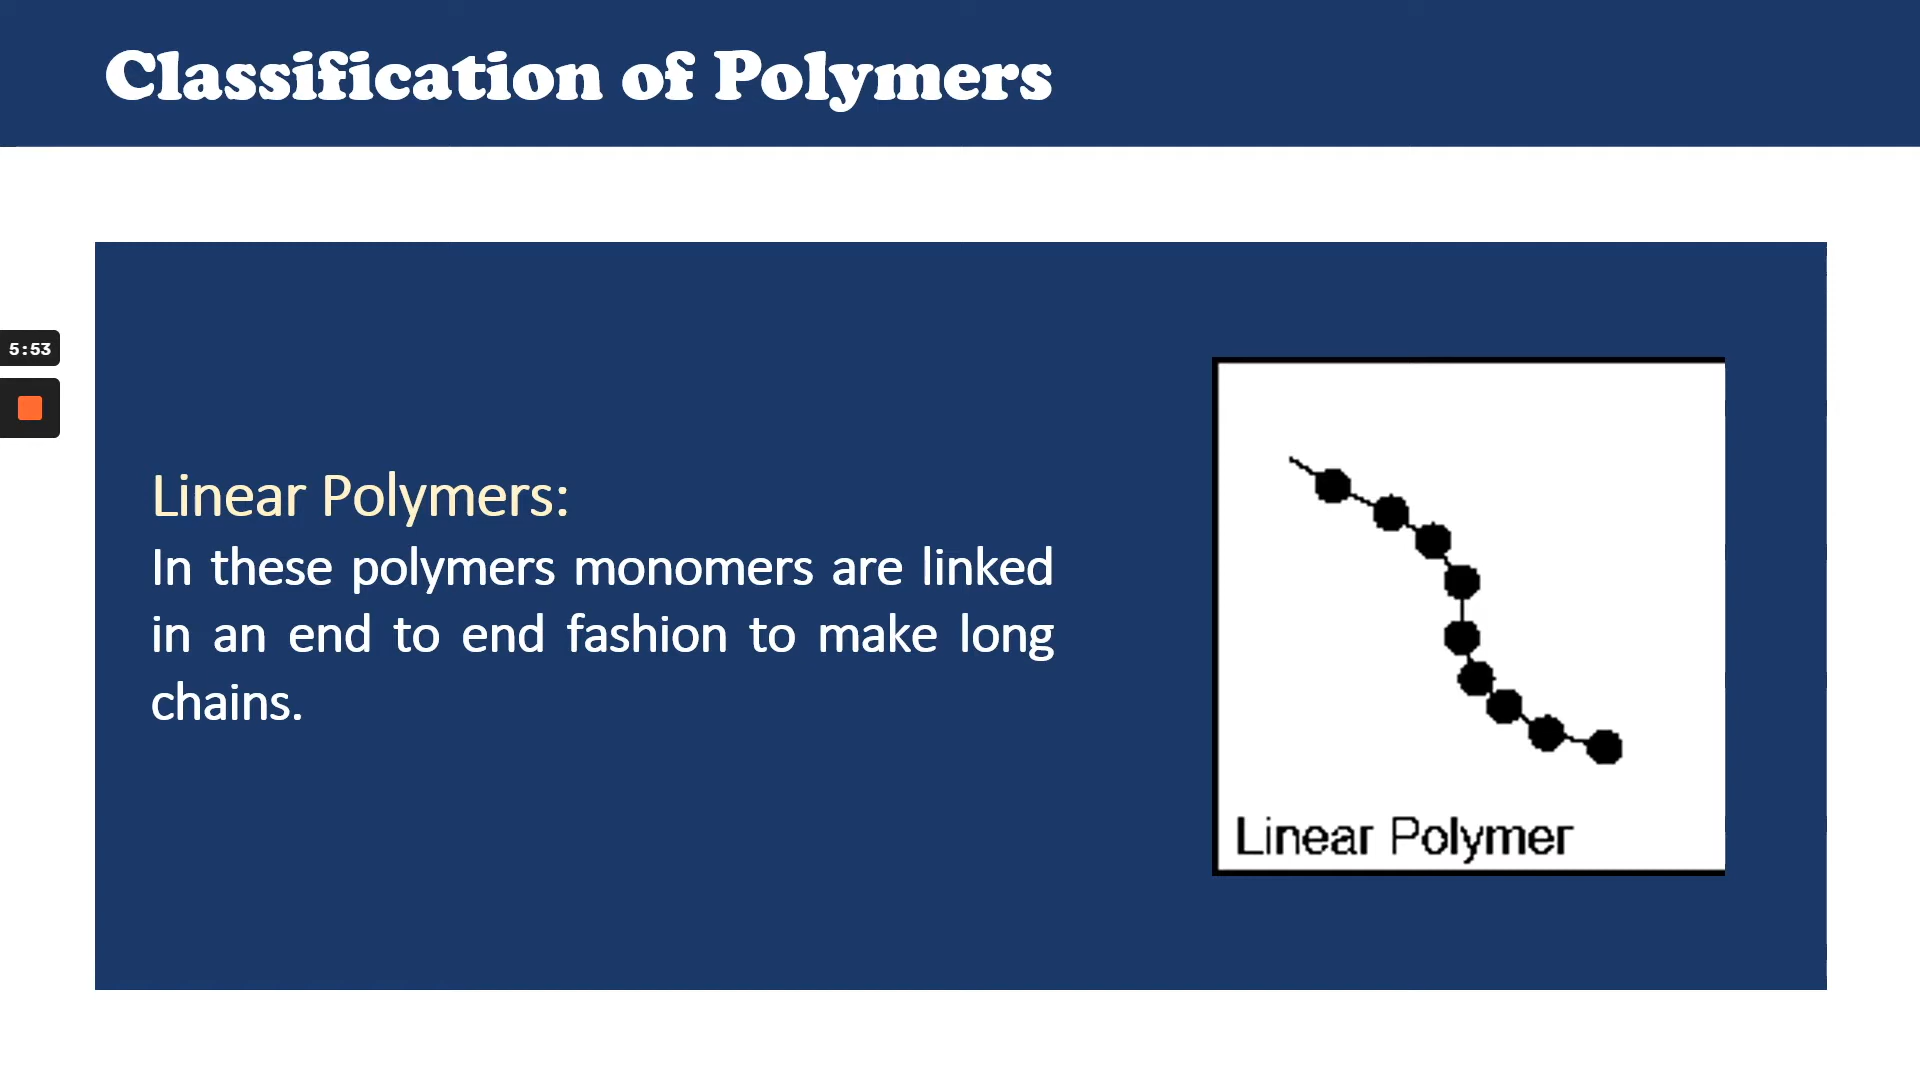 Classification of Polymers
5:53
Linear Polymers:
In these polymers monomers are linked
in an end to end fashion to make long
chains.
Linear Polymer